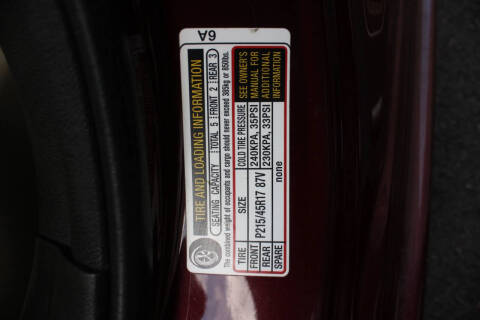 6A
TIRE AND LOADING INFORMATION
SEATING CAPACITY TOTAL 5 FRONT 2 REAR 3
The combined weight of occupants and cargo should never exceed 385kg or 850lbs.
TIRE SIZE COLD TIRE PRESSURE
FRONT P215/45R17 87V 240KPA, 35PSI
REAR 230KPA, 33PSI
SPARE none
SEE OWNER'S
MANUAL FOR
ADDITIONAL
INFORMATION